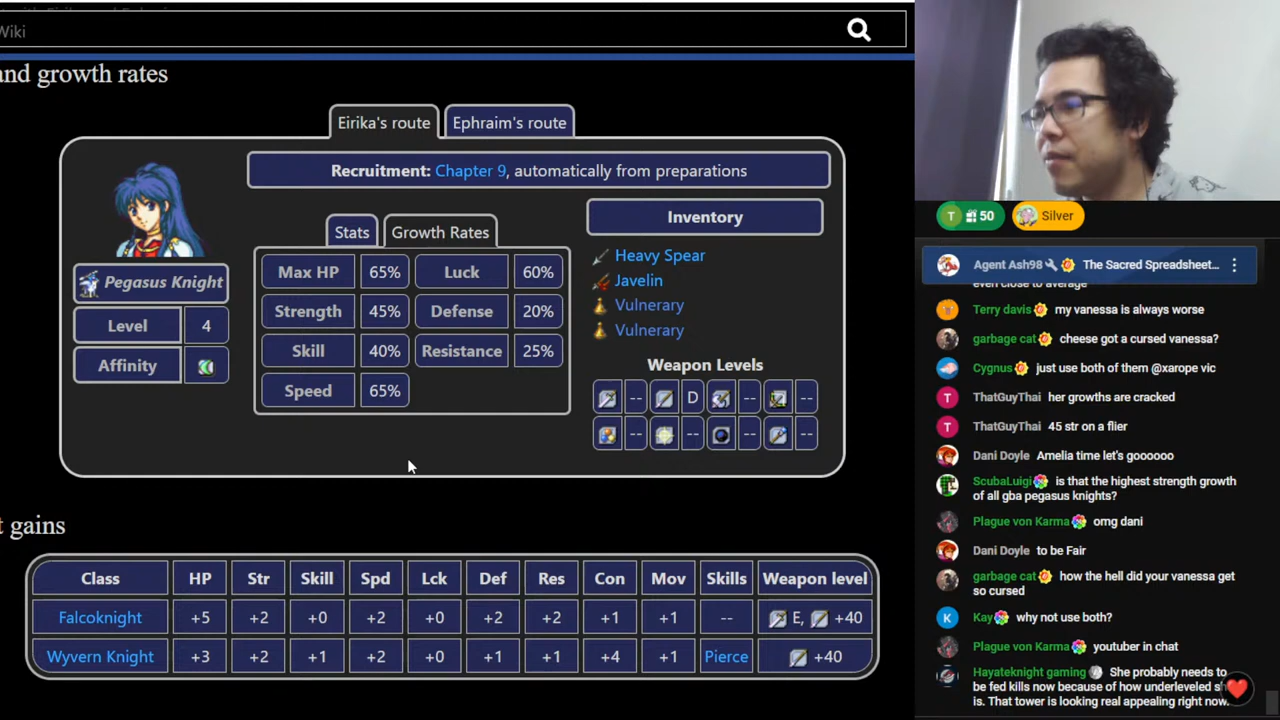 Wiki
and growth rates
Eirika's route
Ephraim's route
Recruitment: Chapter 9, automatically from preparations
Pegasus Knight
Level 4
Affinity
Stats
Growth Rates
Max HP 65% Luck 60%
Strength 45% Defense 20%
Skill 40% Resistance 25%
Speed 65%
Inventory
Heavy Spear
Javelin
Vulnerary
Vulnerary
Weapon Levels
-- D -- --
-- -- -- --
t gains
Class HP Str Skill Spd Lck Def Res Con Mov Skills Weapon level
Falcoknight +5 +2 +0 +2 +0 +2 +2 +1 +1 -- E, +40
Wyvern Knight +3 +2 +1 +2 +0 +1 +1 +4 +1 Pierce +40
T 50
Silver
Agent Ash98 The Sacred Spreadsheet...
even close to average
Terry davis my vanessa is always worse
garbage cat cheese got a cursed vanessa?
Cygnus just use both of them @xarope vic
T ThatGuyThai her growths are cracked
T ThatGuyThai 45 str on a flier
Dani Doyle Amelia time let's goooooo
ScubaLuigi is that the highest strength growth
of all gba pegasus knights?
Plague von Karma omg dani
Dani Doyle to be Fair
garbage cat how the hell did your vanessa get
so cursed
K Kay why not use both?
Plague von Karma youtuber in chat
Hayateknight gaming She probably needs to
be fed kills now because of how underleveled
is. That tower is looking real appealing right now.